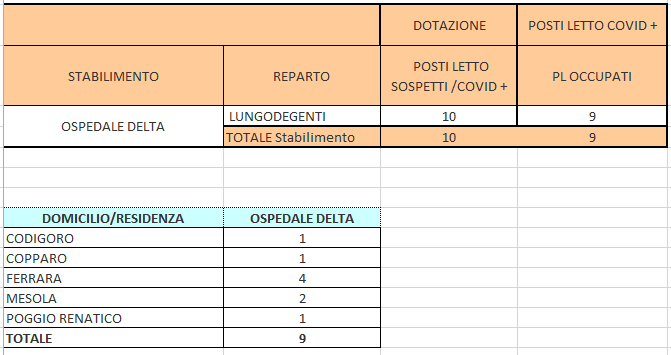 DOTAZIONE POSTI LETTO COVID +
STABILIMENTO REPARTO POSTI LETTO SOSPETTI /COVID + PL OCCUPATI
OSPEDALE DELTA LUNGODEGENTI 10 9
TOTALE Stabilimento 10 9
DOMICILIO/RESIDENZA OSPEDALE DELTA
CODIGORO 1
COPPARO 1
FERRARA 4
MESOLA 2
POGGIO RENATICO 1
TOTALE 9